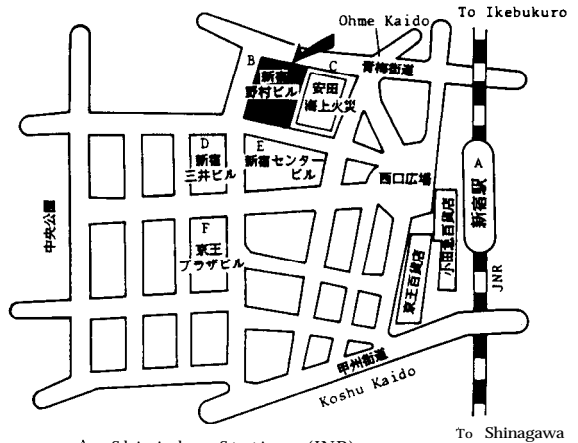 To Ikebukuro
Ohme Kaido
青梅街道
B
新宿
野村ビル
C
安田
海上火災
D
新宿
三井ビル
E
新宿センター
ビル
西口広場
A
新宿駅
中央公園
F
京王
プラザビル
小田急百貨店
京王百貨店
JNR
甲州街道
Koshu Kaido
To Shinagawa